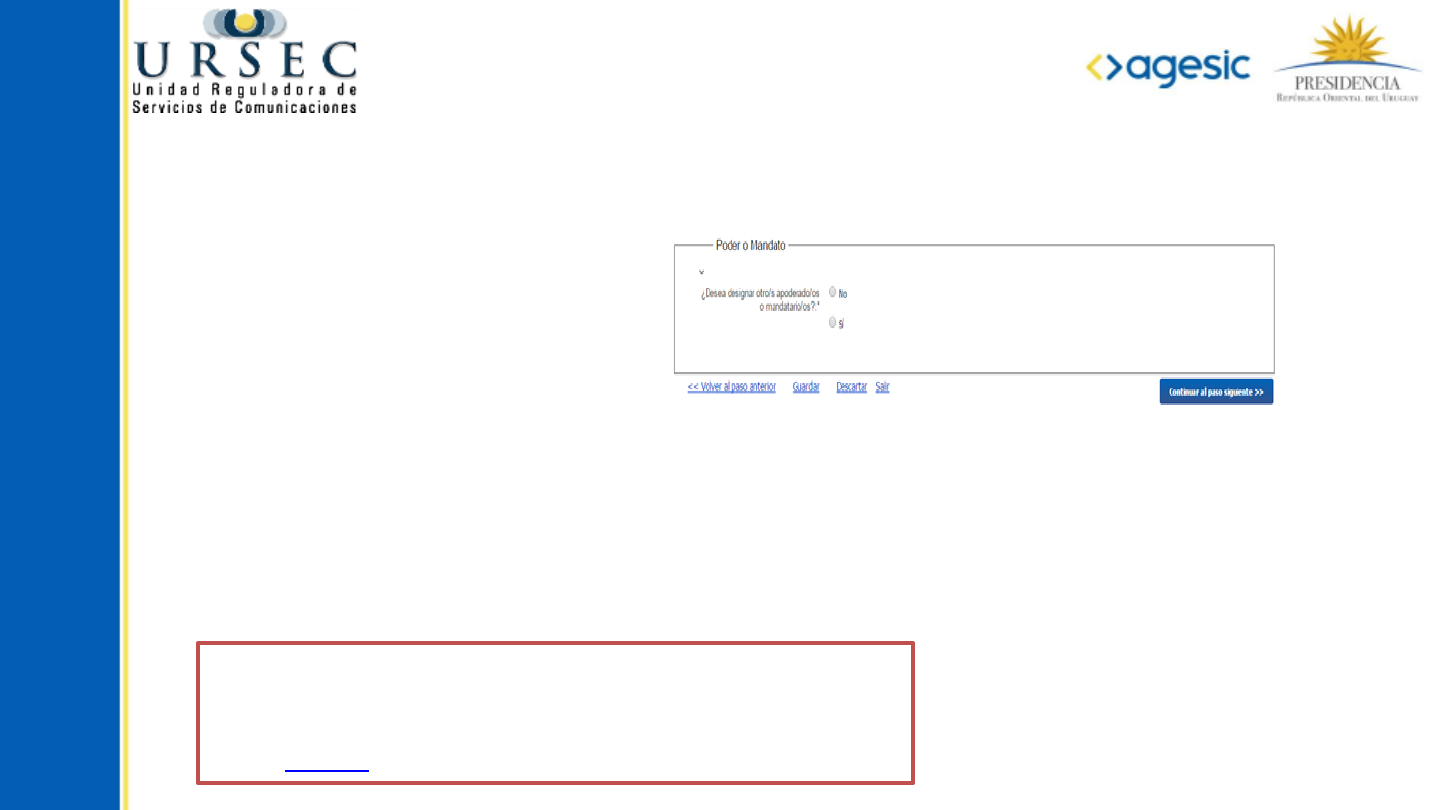 URSEC
Unidad Reguladora de
Servicios de Comunicaciones
<>agesic
PRESIDENCIA
REPÚBLICA ORIENTAL DEL URUGUAY
Poder o Mandato
¿Desea designar otro/s apoderado/os No
o mandatario/os?:*
sí
<< Volver al paso anterior Guardar Descartar Salir
Continuar al paso siguiente >>